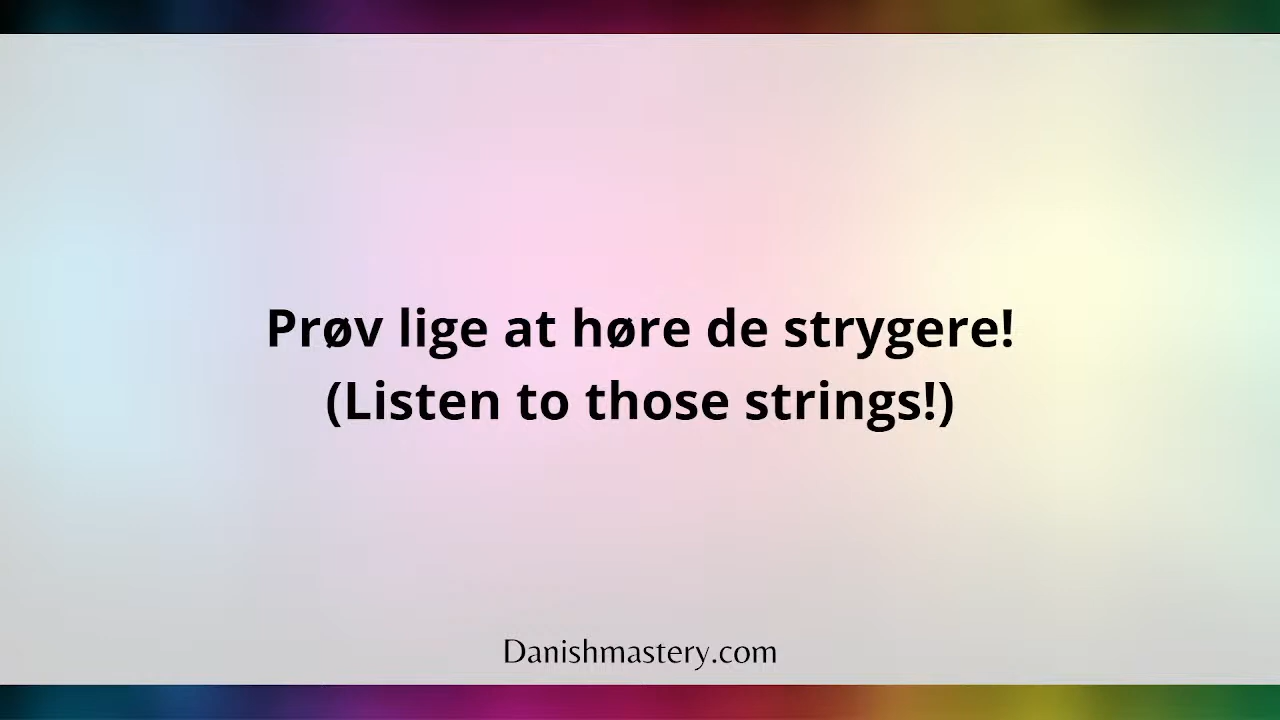 Prøv lige at høre de strygere!
(Listen to those strings!)
Danishmastery.com